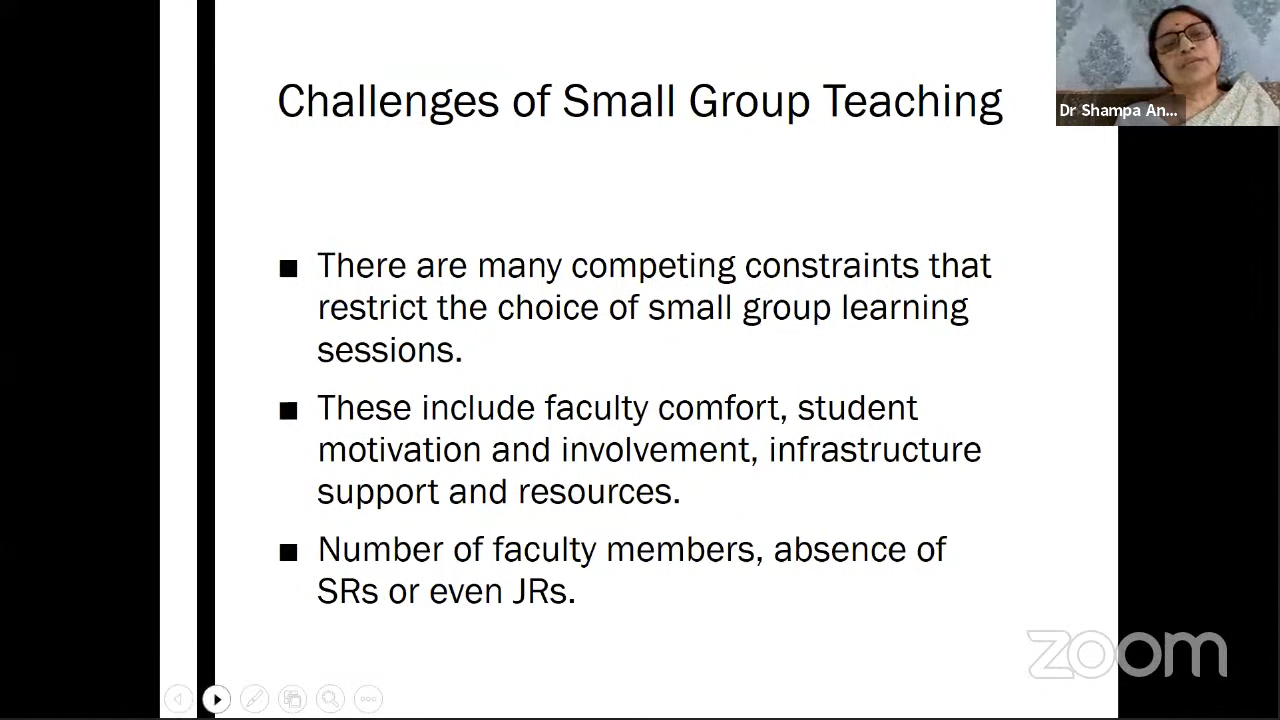 Challenges of Small Group Teaching
Dr Shampa An...
■ There are many competing constraints that
restrict the choice of small group learning
sessions.
■ These include faculty comfort, student
motivation and involvement, infrastructure
support and resources.
■ Number of faculty members, absence of
SRs or even JRs.
zoom